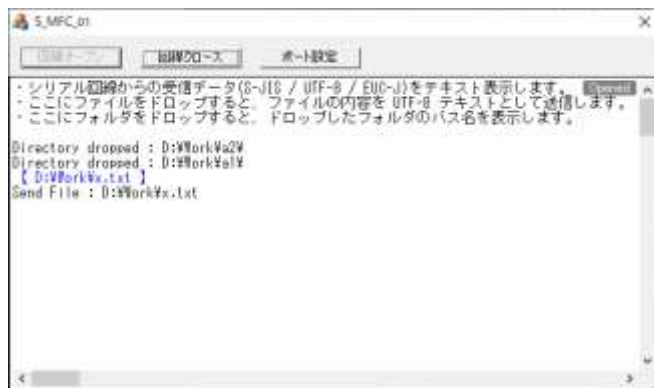 S_MFC_01
回線オープン 回線クローズ ポート設定
・シリアル回線からの受信データ(S-JIS / UTF-8 / EUC-J)をテキスト表示します。 Opened
・ここにファイルをドロップすると、ファイルの内容を UTF-8 テキストとして送信します。
・ここにフォルダをドロップすると、ドロップしたフォルダのパス名を表示します。
Directory dropped : D:¥Work¥a2¥
Directory dropped : D:¥Work¥a1¥
【 D:¥Work¥x.txt 】
Send File : D:¥Work¥x.txt